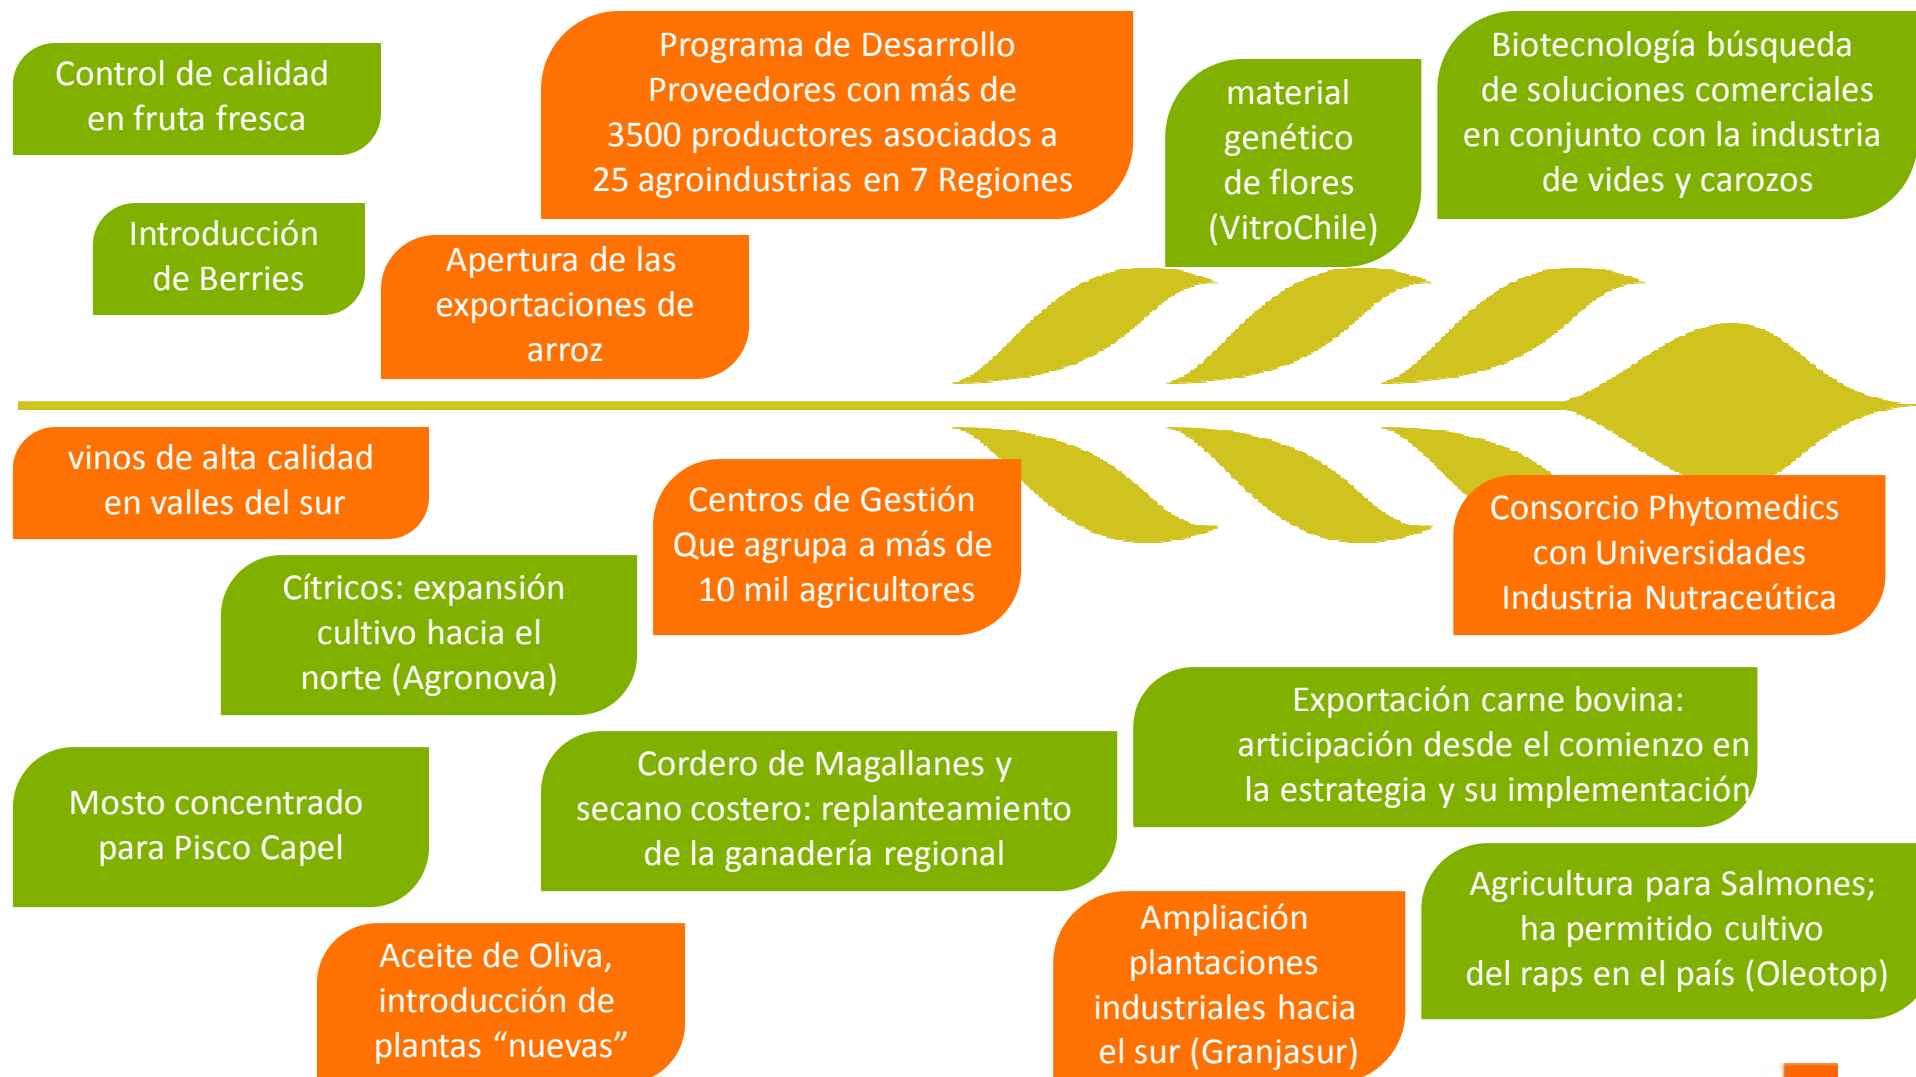 Control de calidad
en fruta fresca
Programa de Desarrollo
Proveedores con más de
3500 productores asociados a
25 agroindustrias en 7 Regiones
material
genético
de flores
(VitroChile)
Biotecnología búsqueda
de soluciones comerciales
en conjunto con la industria
de vides y carozos
Introducción
de Berries
Apertura de las
exportaciones de
arroz
vinos de alta calidad
en valles del sur
Centros de Gestión
Que agrupa a más de
10 mil agricultores
Consorcio Phytomedics
con Universidades
Industria Nutraceútica
Cítricos: expansión
cultivo hacia el
norte (Agronova)
Exportación carne bovina:
articipación desde el comienzo en
la estrategia y su implementación
Mosto concentrado
para Pisco Capel
Cordero de Magallanes y
secano costero: replanteamiento
de la ganadería regional
Agricultura para Salmones;
ha permitido cultivo
del raps en el país (Oleotop)
Aceite de Oliva,
introducción de
plantas “nuevas”
Ampliación
plantaciones
industriales hacia
el sur (Granjasur)